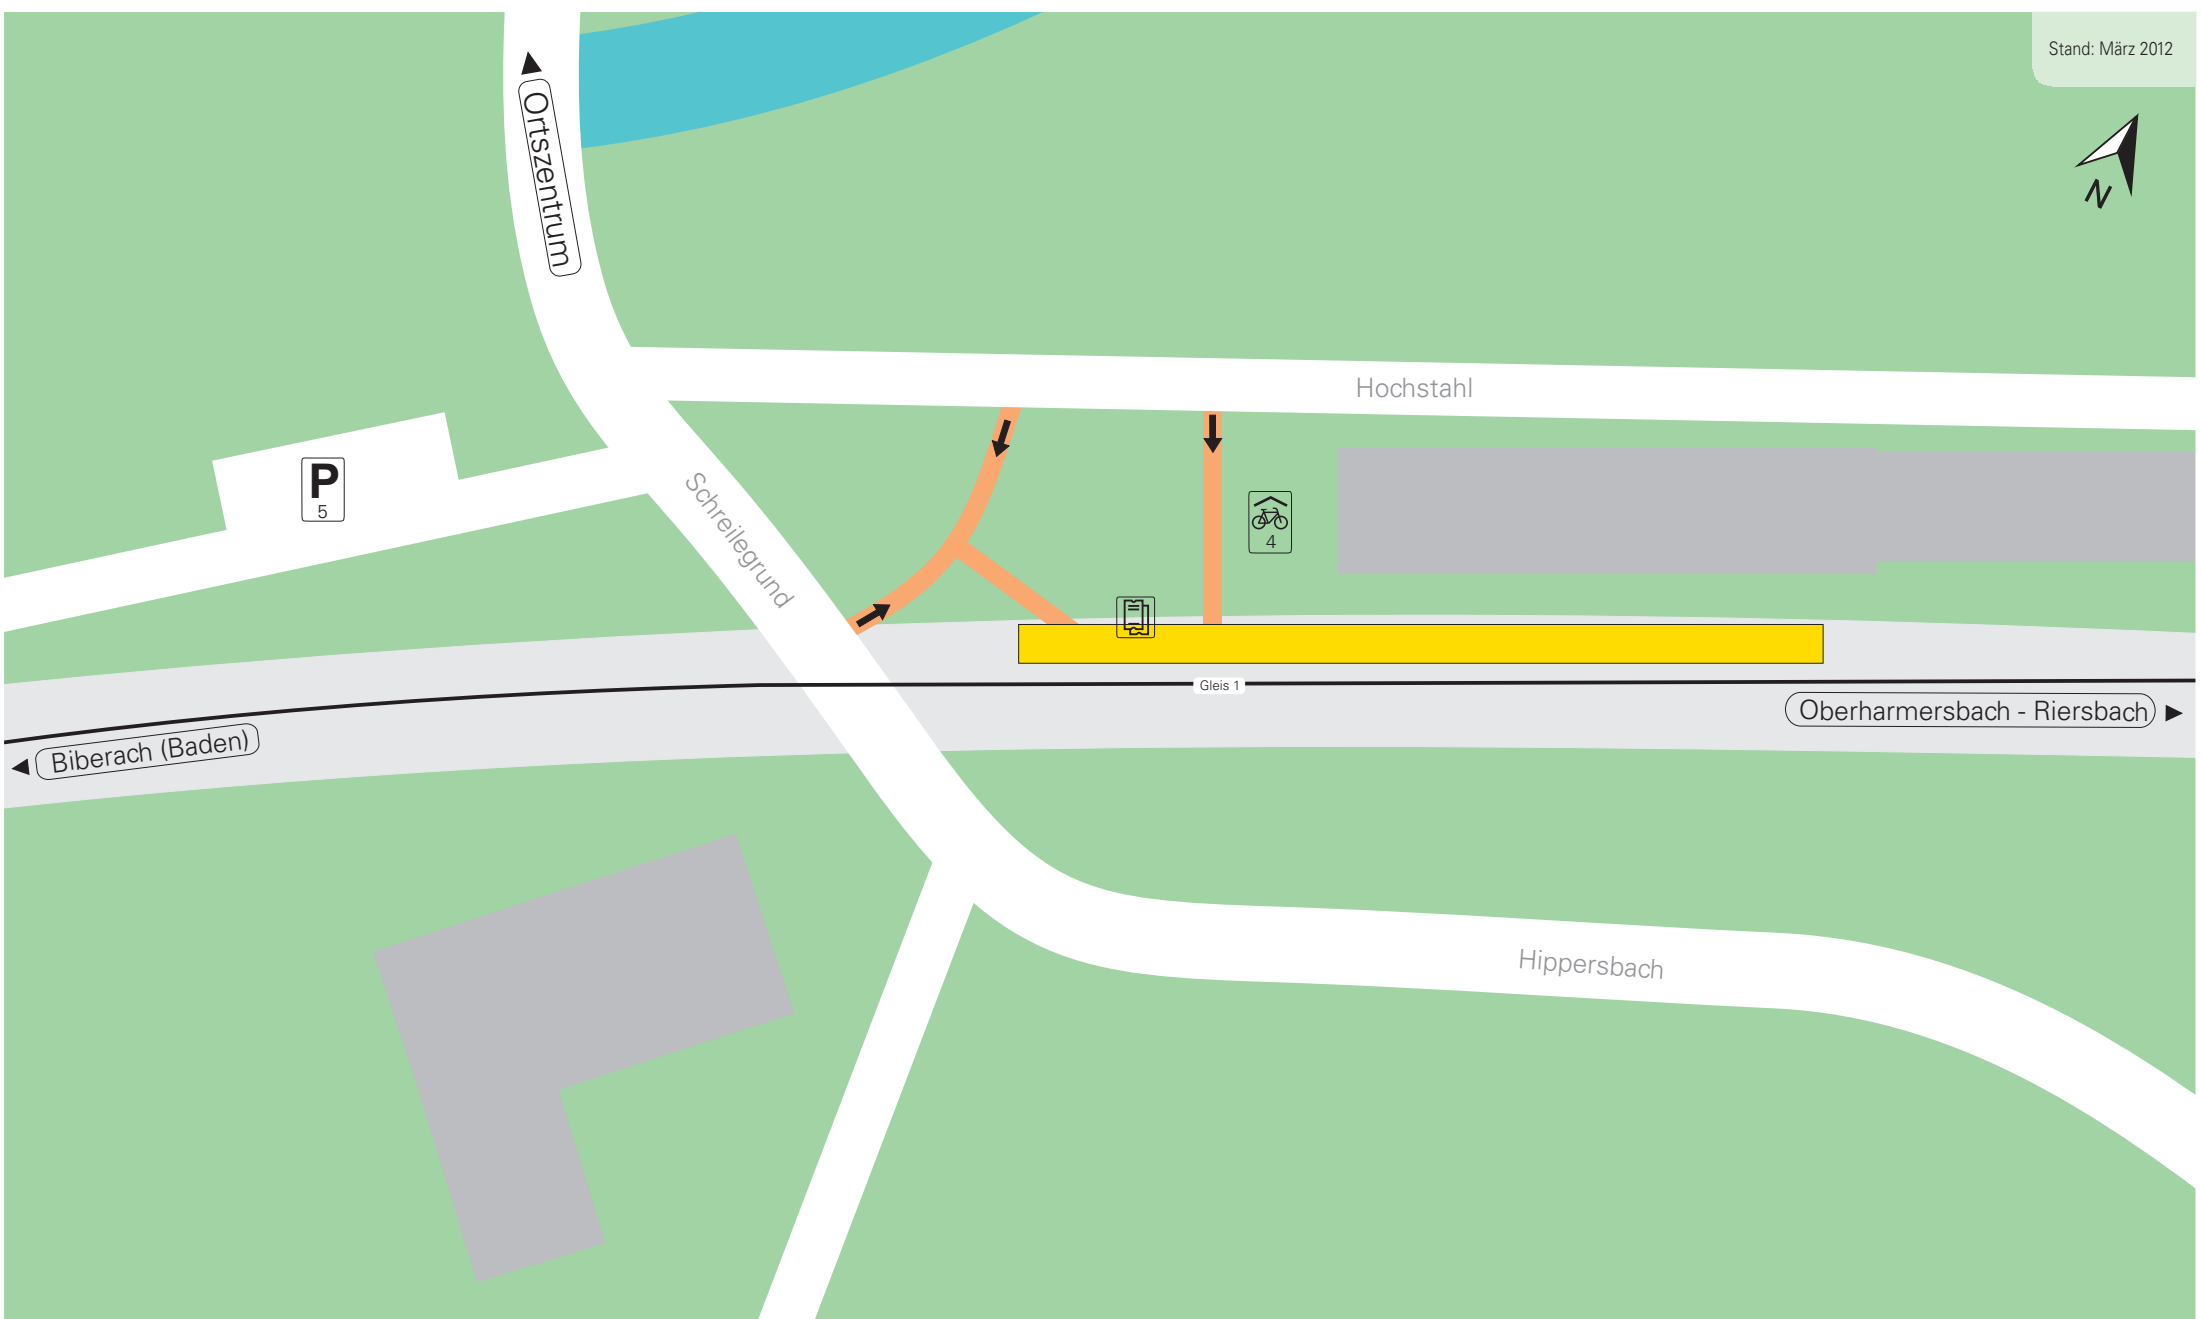 Stand: März 2012
N
Ortszentrum
Hochstahl
P
5
Schreilegrund
4
Gleis 1
Oberharmersbach - Riersbach
Biberach (Baden)
Hippersbach